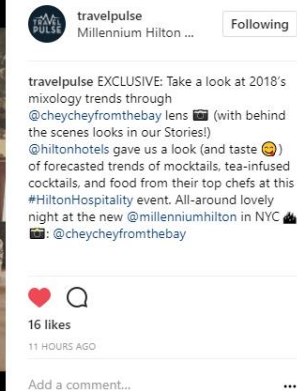 travelpulse
Millennium Hilton ...
Following
TRAVEL
PULSE
travelpulse EXCLUSIVE: Take a look at 2018's
mixology trends through
@cheycheyfromthebay lens 📷 (with behind
the scenes looks in our Stories!)
@hiltonhotels gave us a look (and taste 😋)
of forecasted trends of mocktails, tea-infused
cocktails, and food from their top chefs at this
#HiltonHospitality event. All-around lovely
night at the new @millenniumhilton in NYC
📷: @cheycheyfromthebay
16 likes
11 HOURS AGO
Add a comment...